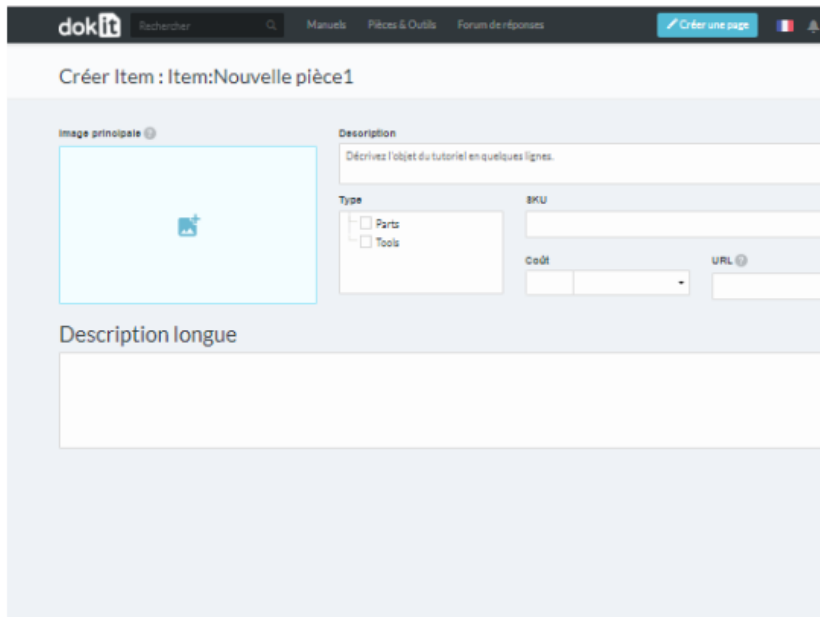 dokit Rechercher Manuels Pièces & Outils Forum de réponses Créer une page
Créer Item : Item:Nouvelle pièce1
Image principale ? Description
Décrivez l'objet du tutoriel en quelques lignes.
Type SKU
Parts
Tools
Coût URL ?
Description longue